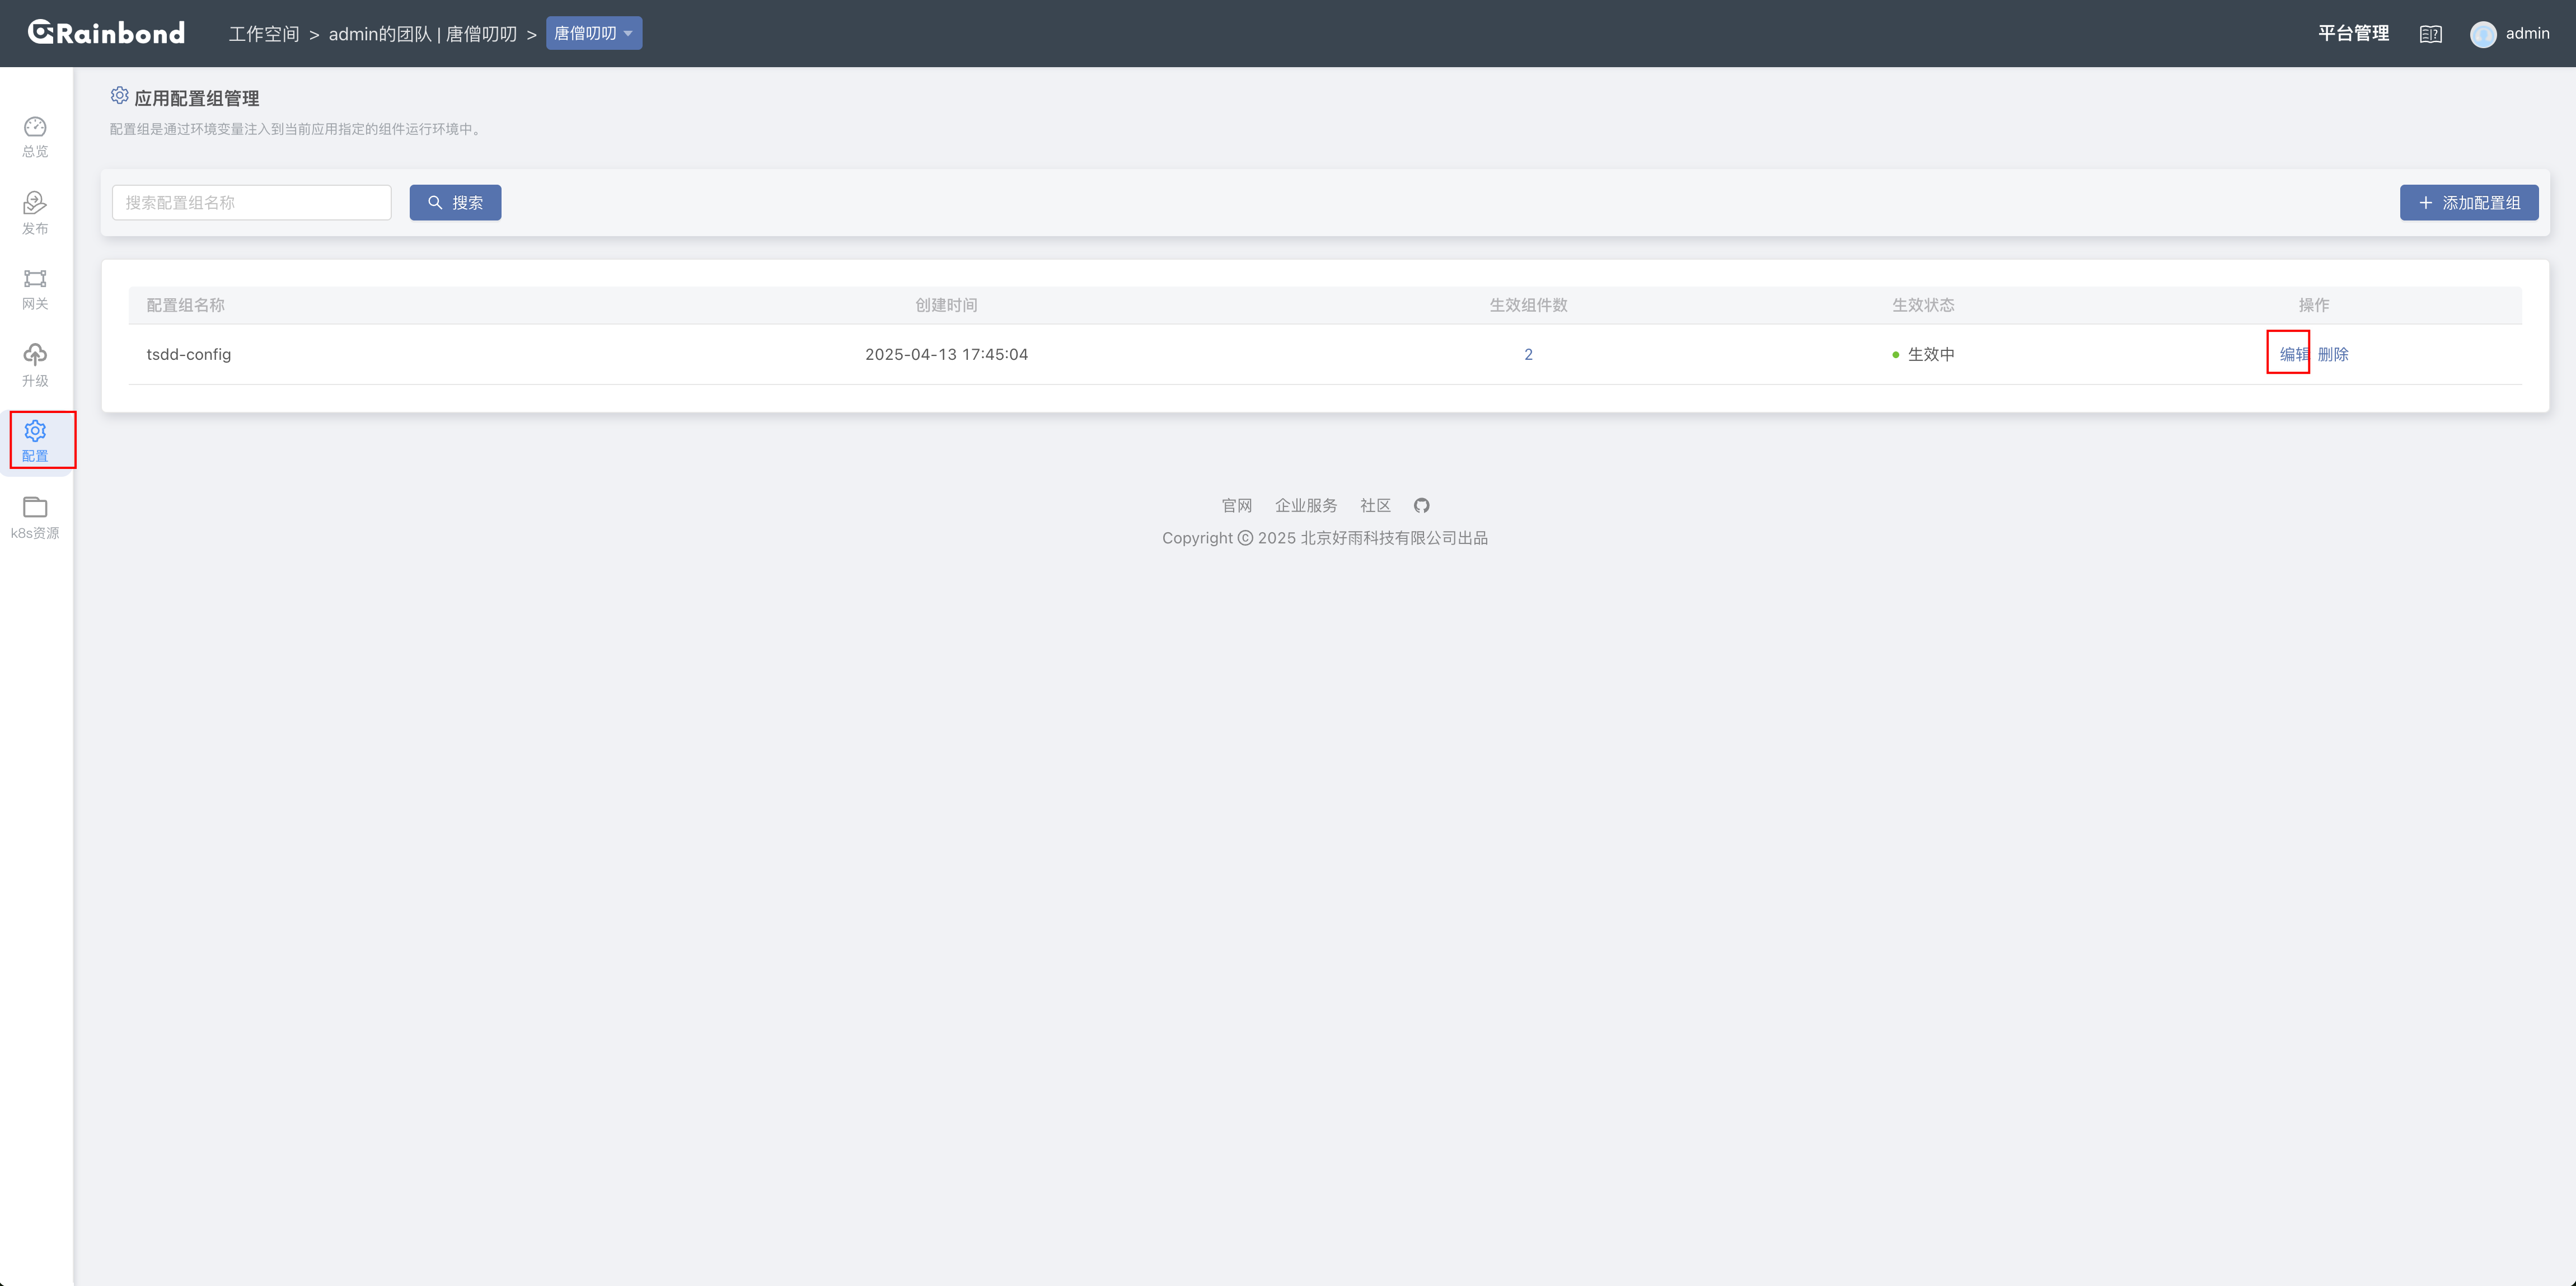 Rainbond 工作空间 > admin的团队 | 唐僧叨叨 > 唐僧叨叨 平台管理 admin
总览
发布
网关
升级
配置
k8s资源
应用配置组管理
配置组是通过环境变量注入到当前应用指定的组件运行环境中。
搜索配置组名称 搜索 添加配置组
配置组名称 创建时间 生效组件数 生效状态 操作
tsdd-config 2025-04-13 17:45:04 2 生效中 编辑 删除
官网 企业服务 社区
Copyright © 2025 北京好雨科技有限公司出品